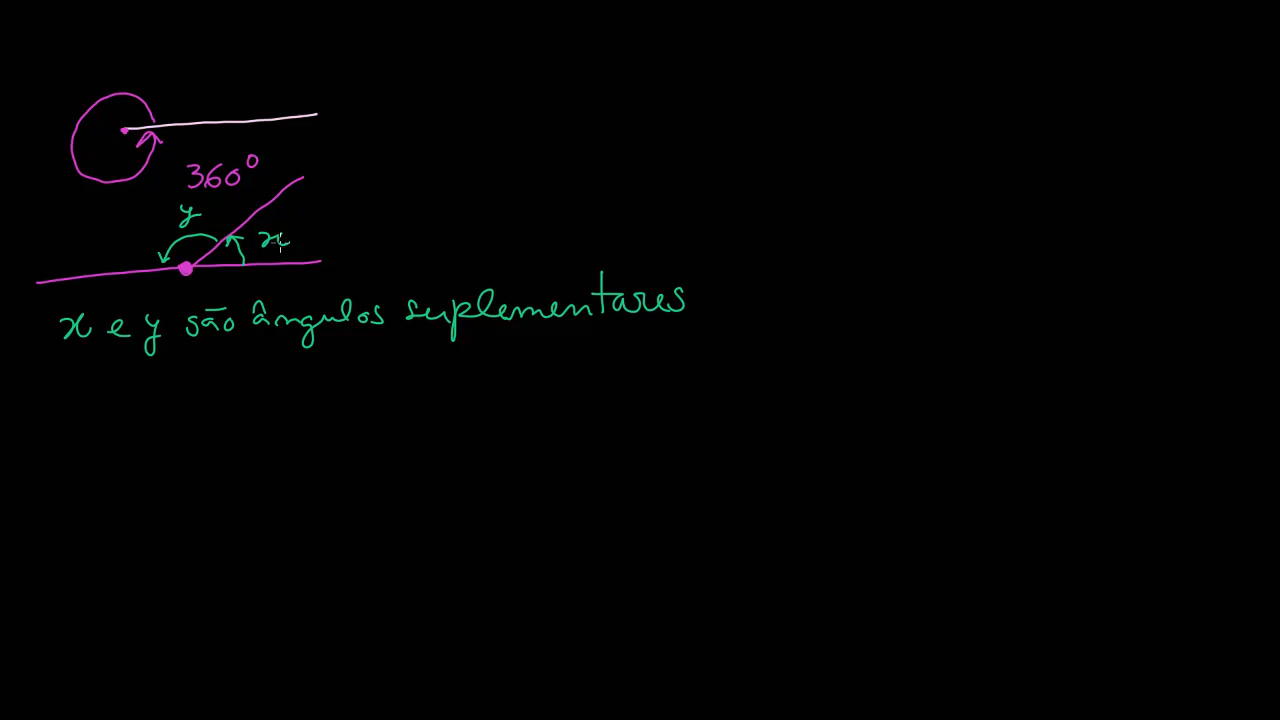 360°
y
x
x e y são ângulos suplementares